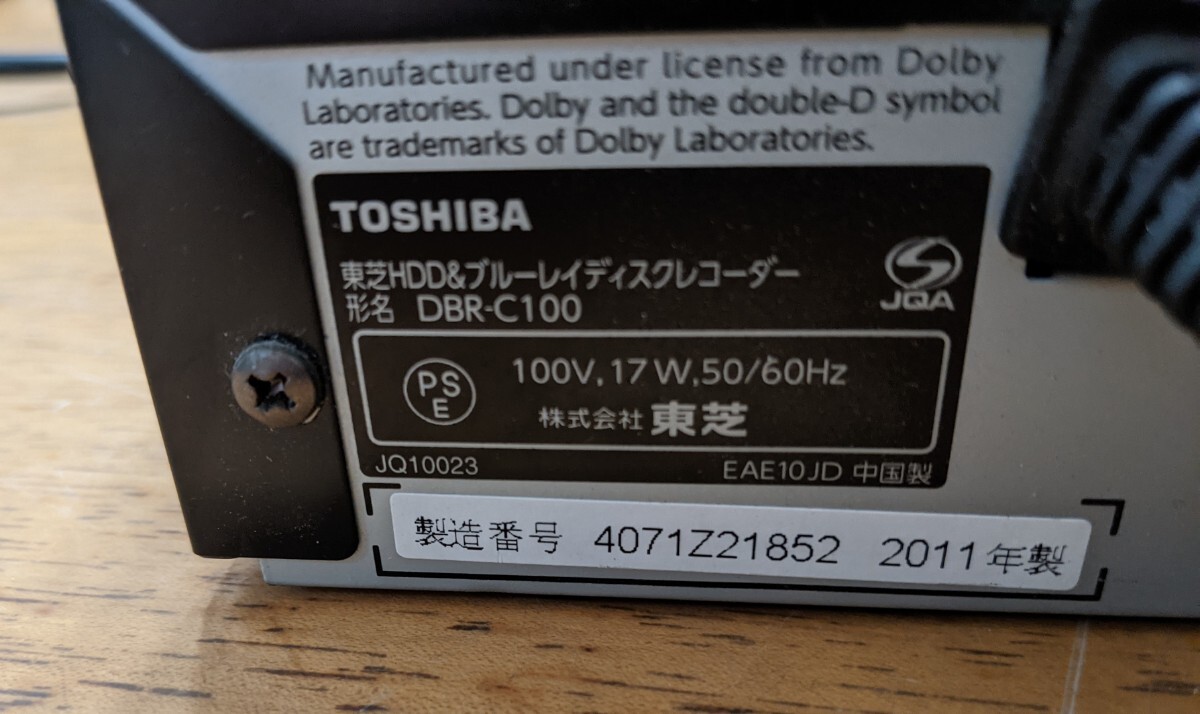 Manufactured under license from Dolby
Laboratories. Dolby and the double-D symbol
are trademarks of Dolby Laboratories.
TOSHIBA
東芝HDD&ブルーレイディスクレコーダー
形名 DBR-C100
JQA
PS
E
100V, 17W, 50/60Hz
株式会社 東芝
JQ10023
EAE10JD 中国製
製造番号 4071Z21852 2011年製